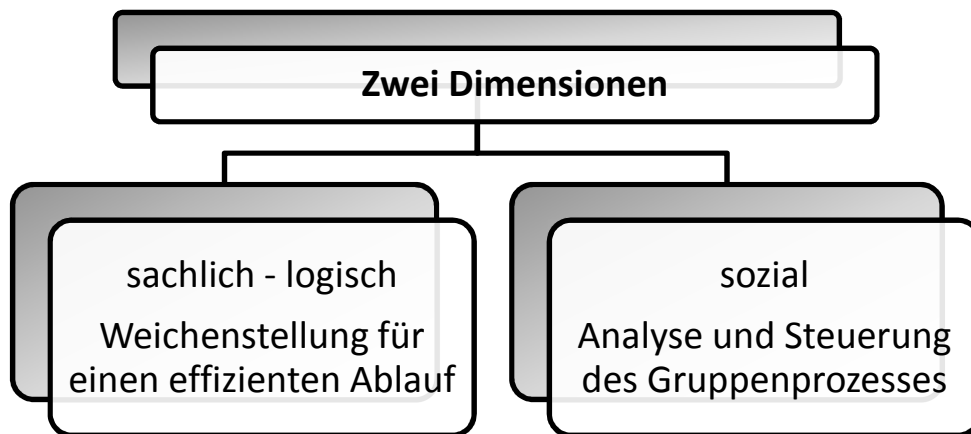 Zwei Dimensionen
sachlich - logisch
Weichenstellung für
einen effizienten Ablauf
sozial
Analyse und Steuerung
des Gruppenprozesses